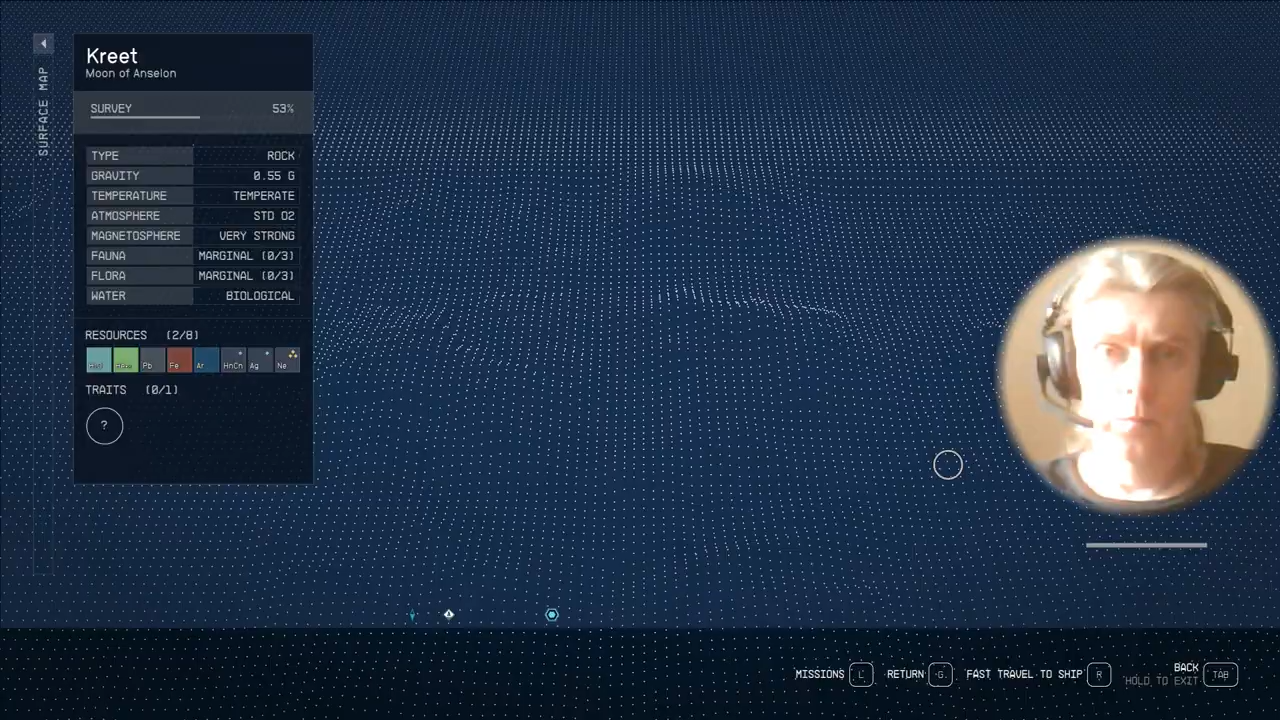 Kreet
Moon of Anselon
SURFACE MAP
SURVEY 53%
TYPE ROCK
GRAVITY 0.55 G
TEMPERATURE TEMPERATE
ATMOSPHERE STD O2
MAGNETOSPHERE VERY STRONG
FAUNA MARGINAL (0/3)
FLORA MARGINAL (0/3)
WATER BIOLOGICAL
RESOURCES (2/8)
Pb Fe Ar HnCn Ag Ne
TRAITS (0/1)
?
MISSIONS L RETURN G FAST TRAVEL TO SHIP R BACK TAB
HOLD TO EXIT